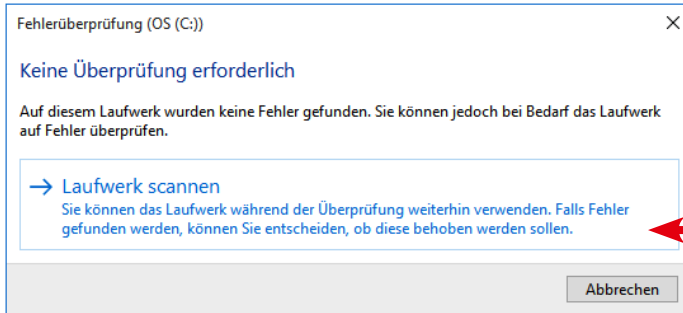 Fehlerüberprüfung (OS (C:))
Keine Überprüfung erforderlich
Auf diesem Laufwerk wurden keine Fehler gefunden. Sie können jedoch bei Bedarf das Laufwerk
auf Fehler überprüfen.
Laufwerk scannen
Sie können das Laufwerk während der Überprüfung weiterhin verwenden. Falls Fehler
gefunden werden, können Sie entscheiden, ob diese behoben werden sollen.
Abbrechen